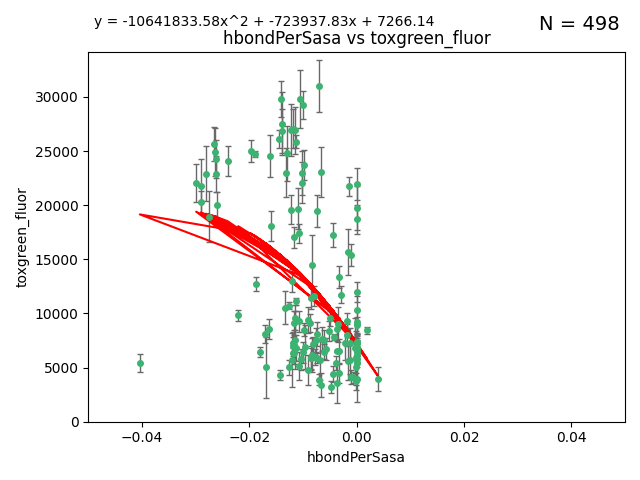 y = -10641833.58x^2 + -723937.83x + 7266.14
N = 498
hbondPerSasa vs toxgreen_fluor
toxgreen_fluor
30000
25000
20000
15000
10000
5000
0
−0.04
−0.02
0.00
0.02
0.04
hbondPerSasa